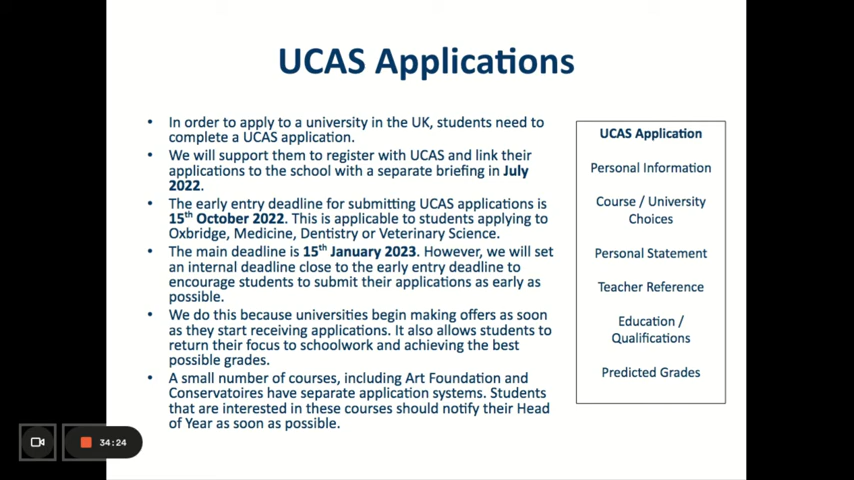 UCAS Applications
• In order to apply to a university in the UK, students need to
complete a UCAS application.
• We will support them to register with UCAS and link their
applications to the school with a separate briefing in July
2022.
• The early entry deadline for submitting UCAS applications is
15th October 2022. This is applicable to students applying to
Oxbridge, Medicine, Dentistry or Veterinary Science.
• The main deadline is 15th January 2023. However, we will set
an internal deadline close to the early entry deadline to
encourage students to submit their applications as early as
possible.
• We do this because universities begin making offers as soon
as they start receiving applications. It also allows students to
return their focus to schoolwork and achieving the best
possible grades.
• A small number of courses, including Art Foundation and
Conservatoires have separate application systems. Students
that are interested in these courses should notify their Head
of Year as soon as possible.
UCAS Application
Personal Information
Course / University
Choices
Personal Statement
Teacher Reference
Education /
Qualifications
Predicted Grades
34:24